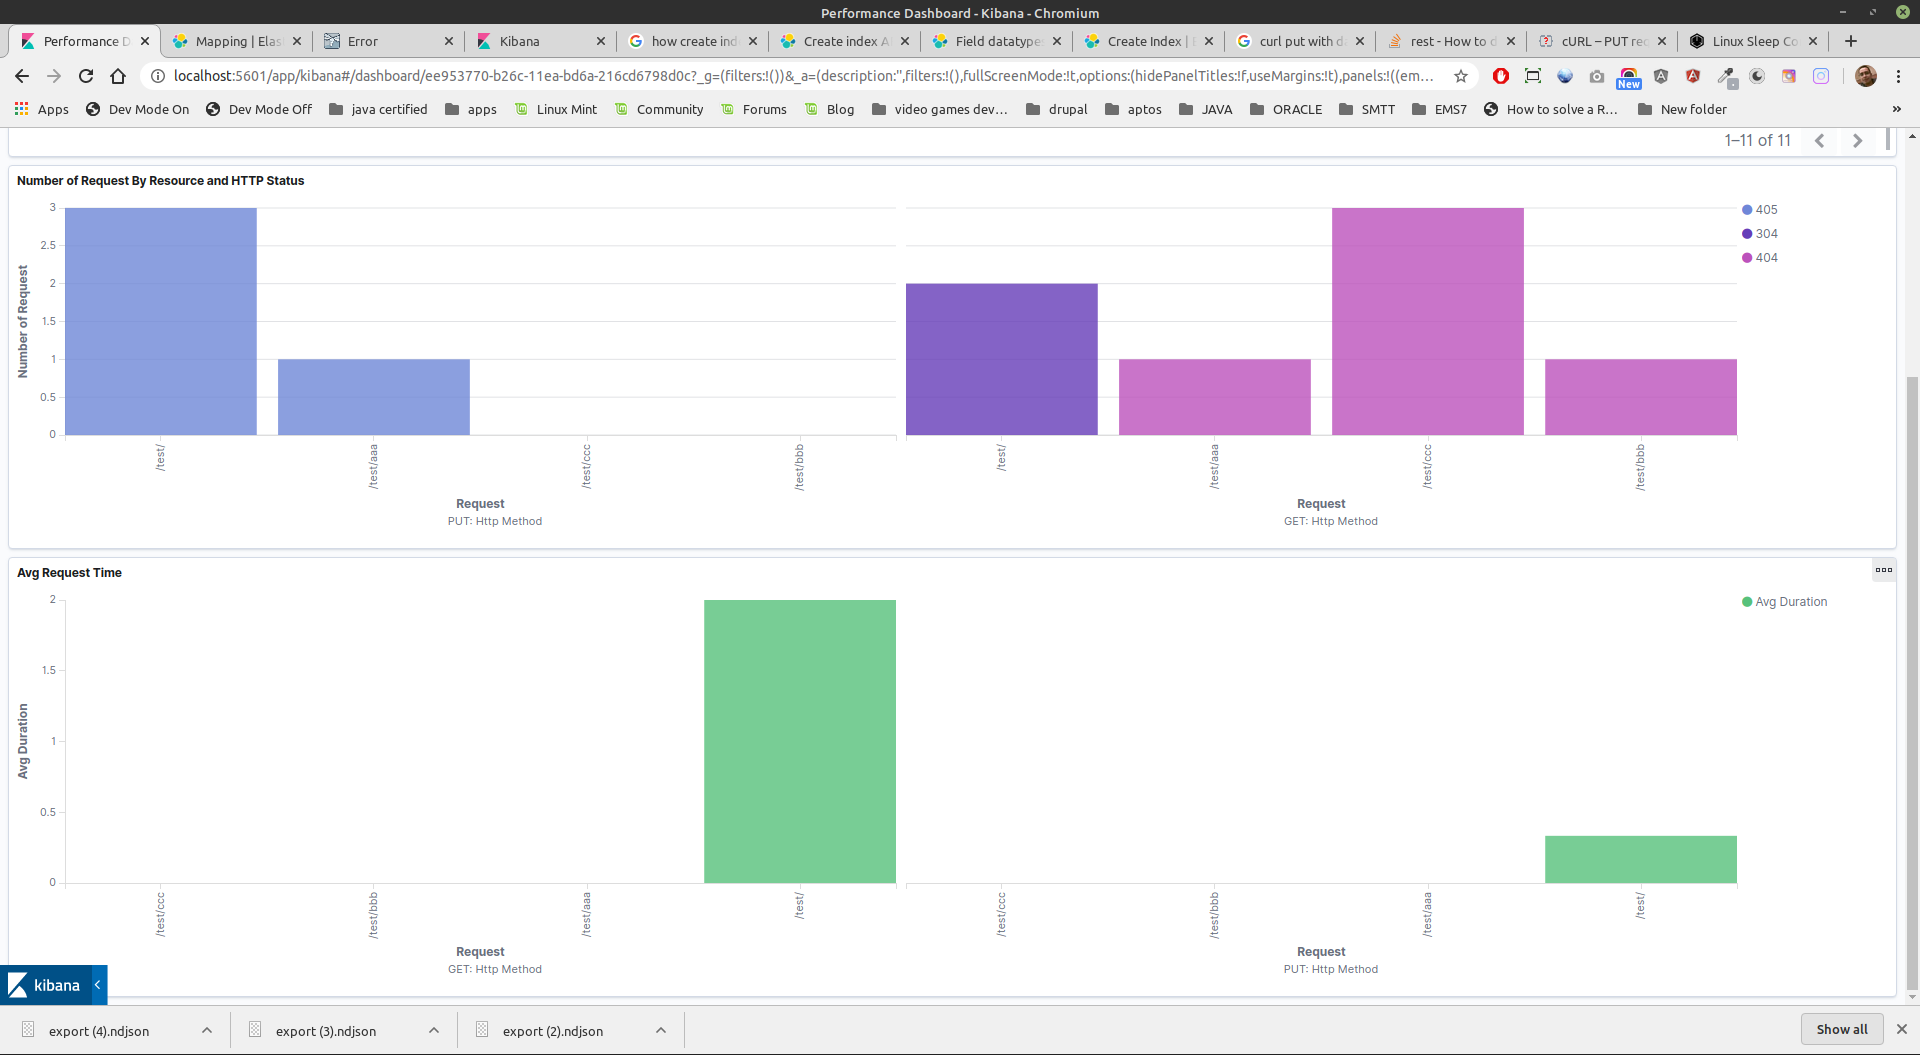 Performance Dashboard - Kibana - Chromium
Performance D
Mapping | Elas
Error
Kibana
how create ind
Create index A
Field datatype
Create Index |
curl put with d
rest - How to d
cURL – PUT req
Linux Sleep Co
localhost:5601/app/kibana#/dashboard/ee953770-b26c-11ea-bd6a-216cd6798d0c?_g=(filters:!())&_a=(description:'',filters:!(),fullScreenMode:!t,options:(hidePanelTitles:!f,useMargins:!t),panels:!((em...
New
Apps
Dev Mode On
Dev Mode Off
java certified
apps
Linux Mint
Community
Forums
Blog
video games dev...
drupal
aptos
JAVA
ORACLE
SMTT
EMS7
How to solve a R...
New folder
»
1–11 of 11
Number of Request By Resource and HTTP Status
Number of Request
3
2.5
2
1.5
1
0.5
0
/test/
/test/aaa
/test/ccc
/test/bbb
Request
PUT: Http Method
/test/
/test/aaa
/test/ccc
/test/bbb
Request
GET: Http Method
405
304
404
Avg Request Time
Avg Duration
2
1.5
1
0.5
0
/test/ccc
/test/bbb
/test/aaa
/test/
Request
GET: Http Method
/test/ccc
/test/bbb
/test/aaa
/test/
Request
PUT: Http Method
Avg Duration
kibana
export (4).ndjson
export (3).ndjson
export (2).ndjson
Show all